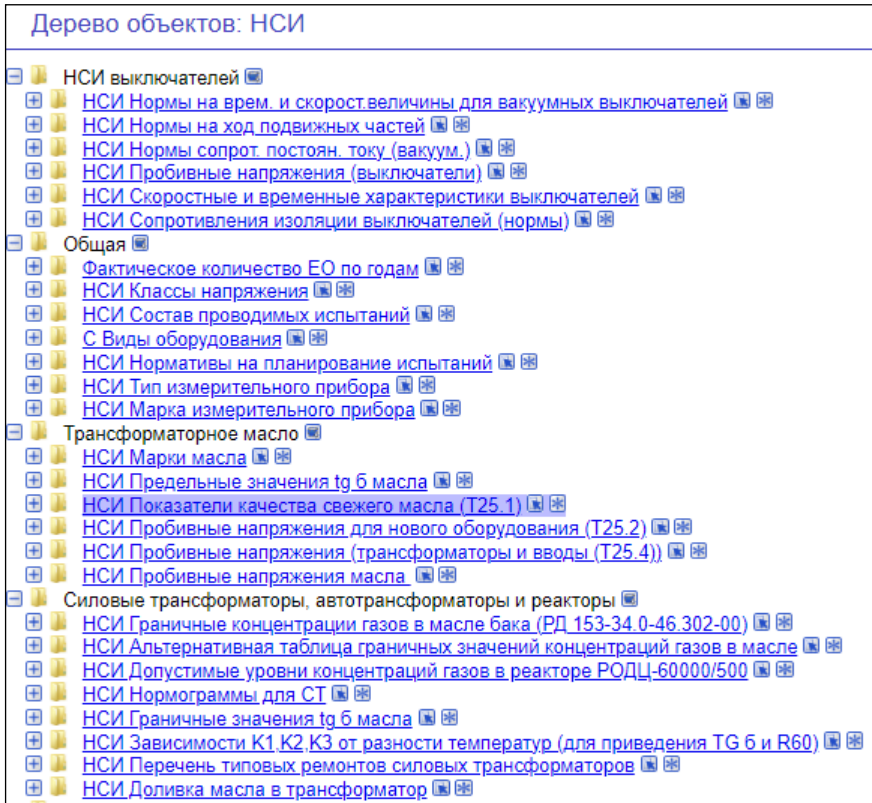 Дерево объектов: НСИ
НСИ выключателей
НСИ Нормы на врем. и скорост.величины для вакуумных выключателей
НСИ Нормы на ход подвижных частей
НСИ Нормы сопрот. постоян. току (вакуум.)
НСИ Пробивные напряжения (выключатели)
НСИ Скоростные и временные характеристики выключателей
НСИ Сопротивления изоляции выключателей (нормы)
Общая
Фактическое количество ЕО по годам
НСИ Классы напряжения
НСИ Состав проводимых испытаний
С Виды оборудования
НСИ Нормативы на планирование испытаний
НСИ Тип измерительного прибора
НСИ Марка измерительного прибора
Трансформаторное масло
НСИ Марки масла
НСИ Предельные значения tg б масла
НСИ Показатели качества свежего масла (Т25.1)
НСИ Пробивные напряжения для нового оборудования (Т25.2)
НСИ Пробивные напряжения (трансформаторы и вводы (Т25.4))
НСИ Пробивные напряжения масла
Силовые трансформаторы, автотрансформаторы и реакторы
НСИ Граничные концентрации газов в масле бака (РД 153-34.0-46.302-00)
НСИ Альтернативная таблица граничных значений концентраций газов в масле
НСИ Допустимые уровни концентраций газов в реакторе РОДЦ-60000/500
НСИ Нормограммы для СТ
НСИ Граничные значения tg б масла
НСИ Зависимости K1,K2,K3 от разности температур (для приведения TG б и R60)
НСИ Перечень типовых ремонтов силовых трансформаторов
НСИ Доливка масла в трансформатор